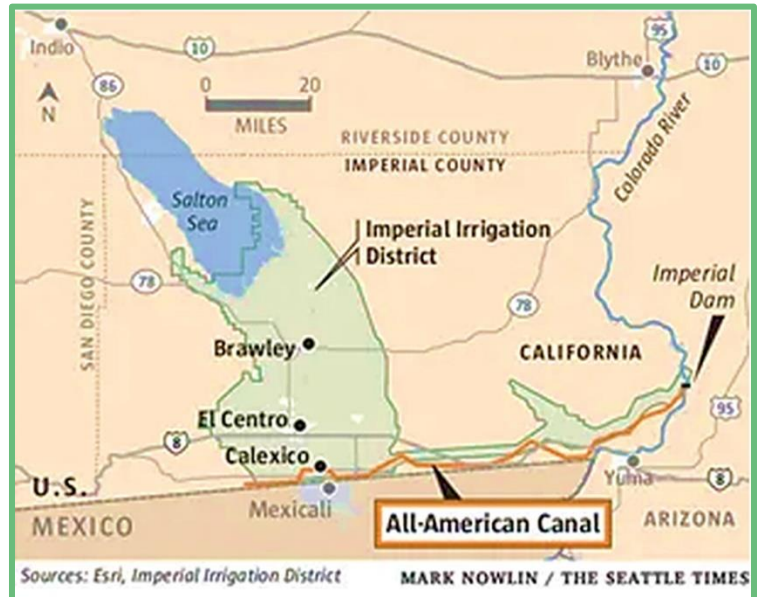 95
Indio
10
Blythe
10
86
0 20
N
MILES
Colorado River
RIVERSIDE COUNTY
IMPERIAL COUNTY
Salton
Sea
SAN DIEGO COUNTY
Imperial Irrigation
District
Imperial
Dam
78
78
Brawley
CALIFORNIA
95
El Centro
8
Calexico
Yuma
8
U.S.
Mexicali
MEXICO
All-American Canal
ARIZONA
Sources: Esri, Imperial Irrigation District
MARK NOWLIN / THE SEATTLE TIMES